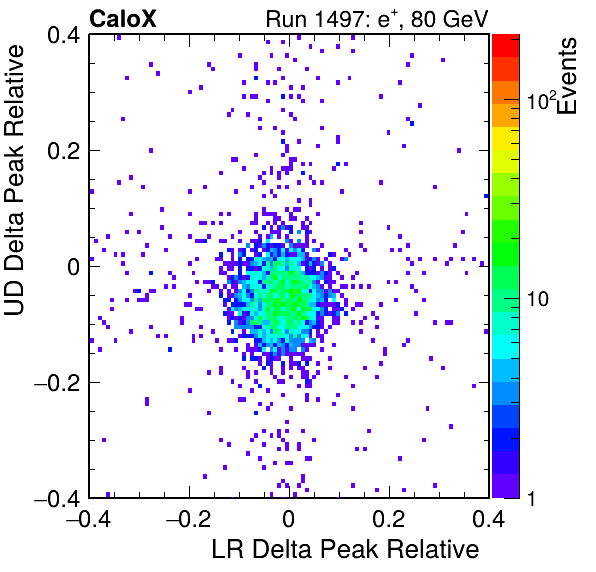 CaloX Run 1497: e⁺, 80 GeV
UD Delta Peak Relative
0.4
0.2
0
−0.2
−0.4
−0.4 −0.2 0 0.2 0.4
LR Delta Peak Relative
Events
10²
10
1